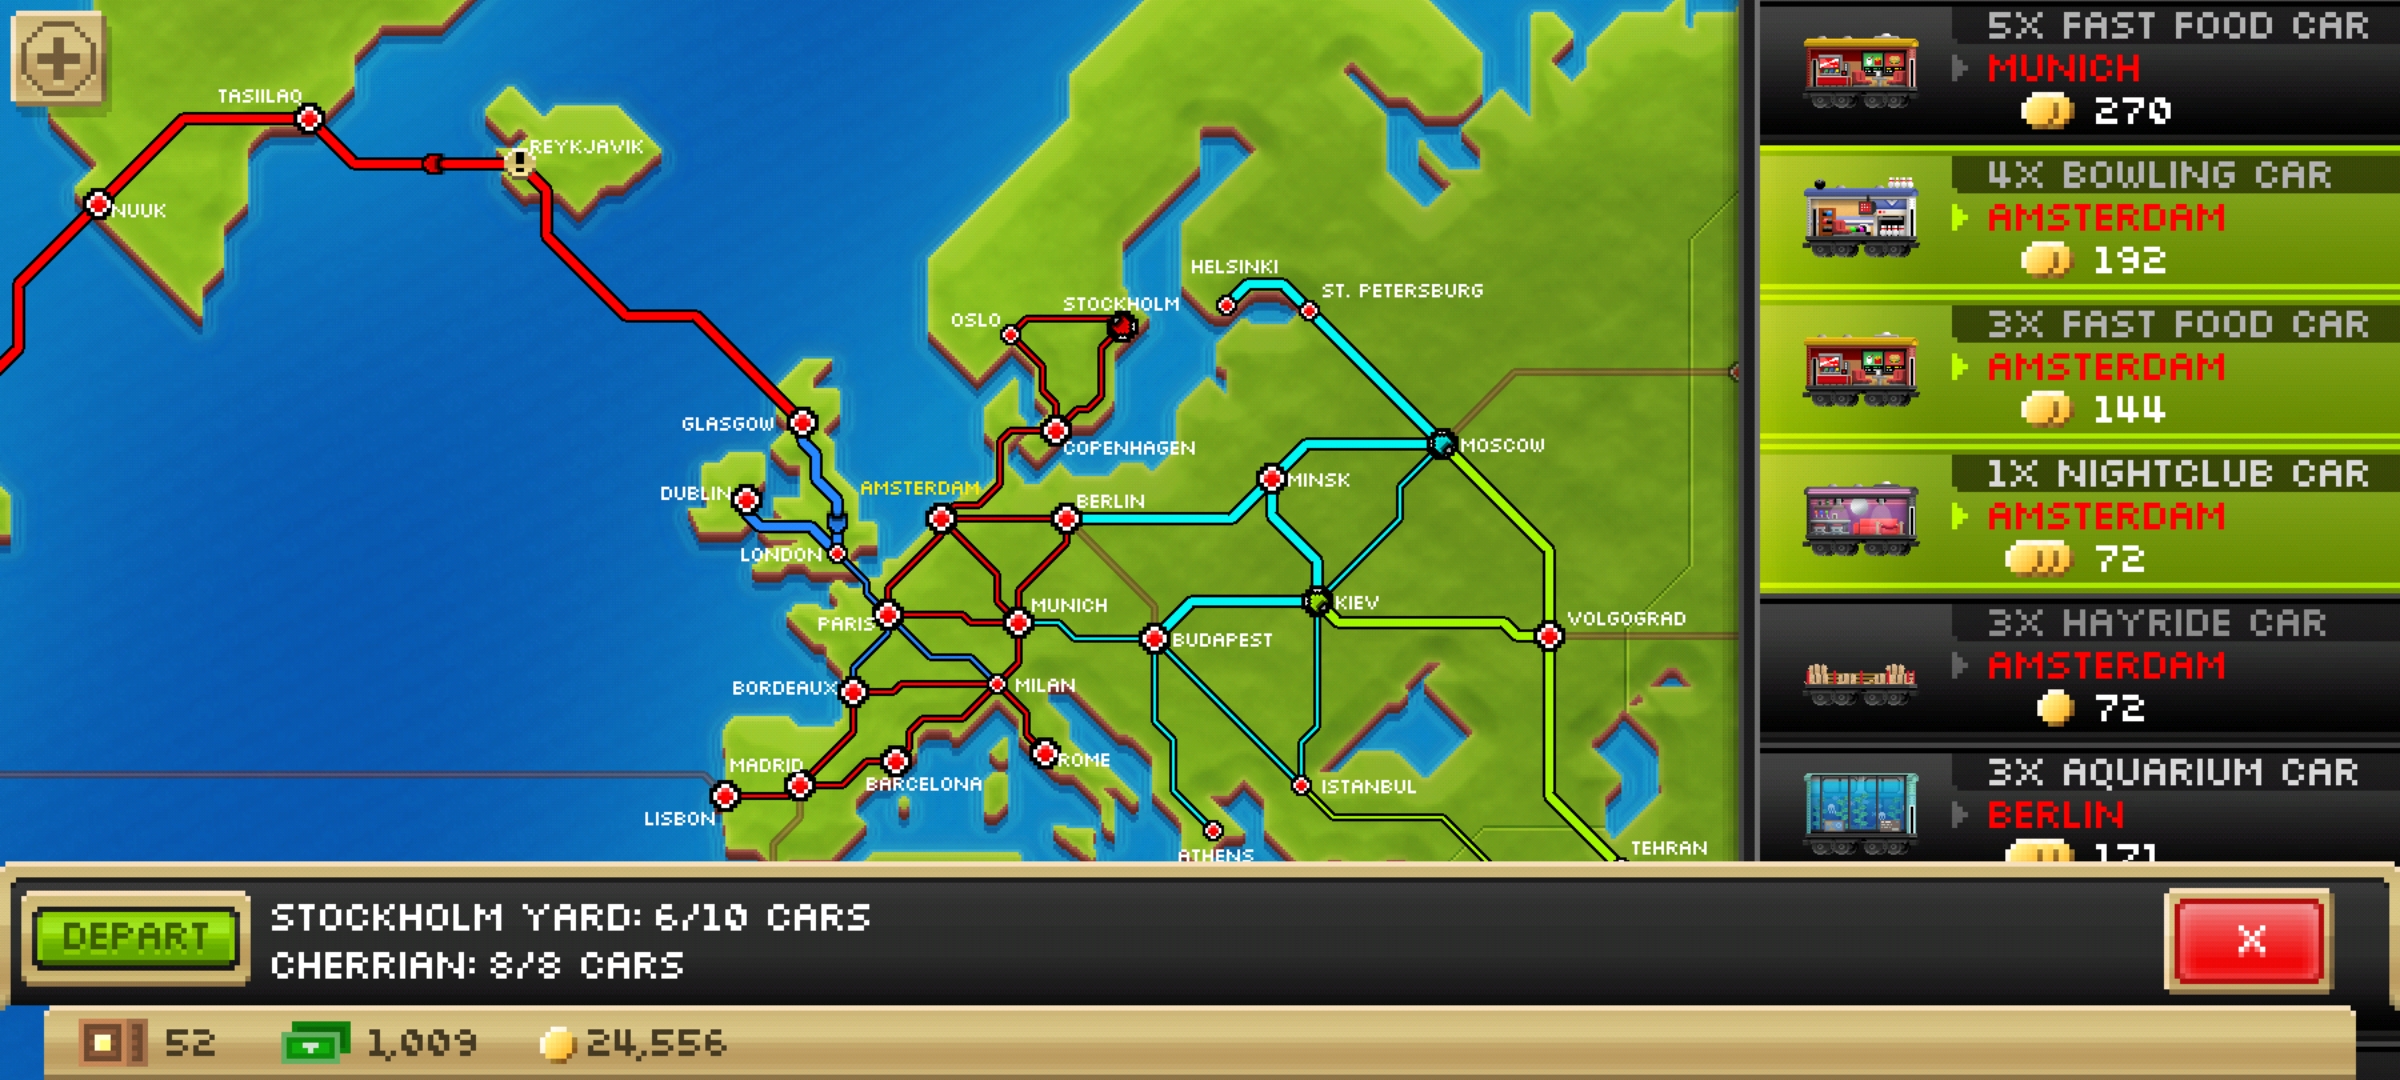 TASIILAQ
REYKJAVIK
NUUK
HELSINKI
ST. PETERSBURG
STOCKHOLM
OSLO
GLASGOW
COPENHAGEN
MOSCOW
AMSTERDAM
MINSK
DUBLIN
BERLIN
LONDON
MUNICH
KIEV
PARIS
VOLGOGRAD
BUDAPEST
BORDEAUX
MILAN
MADRID
ROME
BARCELONA
ISTANBUL
LISBON
TEHRAN
ATHENS
5X FAST FOOD CAR
MUNICH
270
4X BOWLING CAR
AMSTERDAM
192
3X FAST FOOD CAR
AMSTERDAM
144
1X NIGHTCLUB CAR
AMSTERDAM
72
3X HAYRIDE CAR
AMSTERDAM
72
3X AQUARIUM CAR
BERLIN
171
DEPART
STOCKHOLM YARD: 6/10 CARS
CHERRIAN: 8/8 CARS
X
52
1,009
24,556